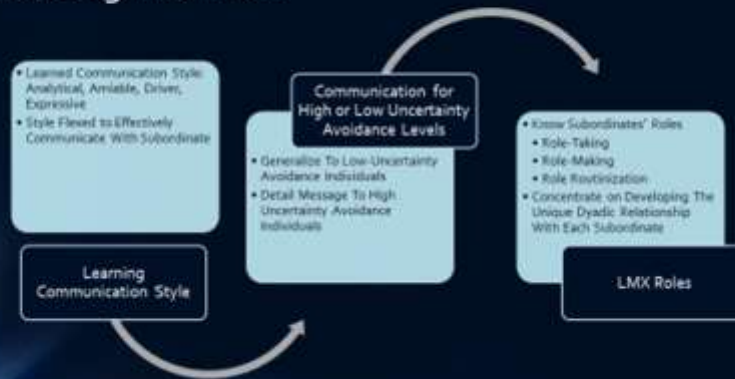 • Learned Communication Style:
Analytical, Amiable, Driver,
Expressive
• Style Flexed to Effectively
Communicate With Subordinate
Learning
Communication Style
Communication for
High or Low Uncertainty
Avoidance Levels
• Generalize To Low-Uncertainty
Avoidance Individuals
• Detail Message To High
Uncertainty Avoidance
Individuals
• Know Subordinates' Roles
• Role-Taking
• Role-Making
• Role Routinization
• Concentrate on Developing The
Unique Dyadic Relationship
With Each Subordinate
LMX Roles